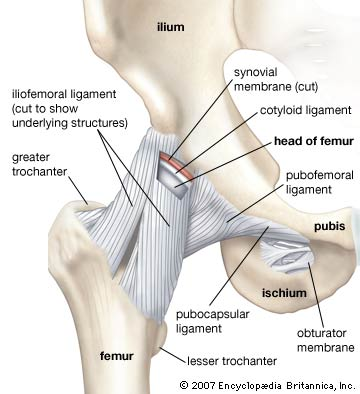 ilium
synovial
membrane (cut)
cotyloid ligament
head of femur
pubofemoral
ligament
pubis
ischium
obturator
membrane
iliofemoral ligament
(cut to show
underlying structures)
greater
trochanter
pubocapsular
ligament
femur
lesser trochanter
© 2007 Encyclopædia Britannica, Inc.